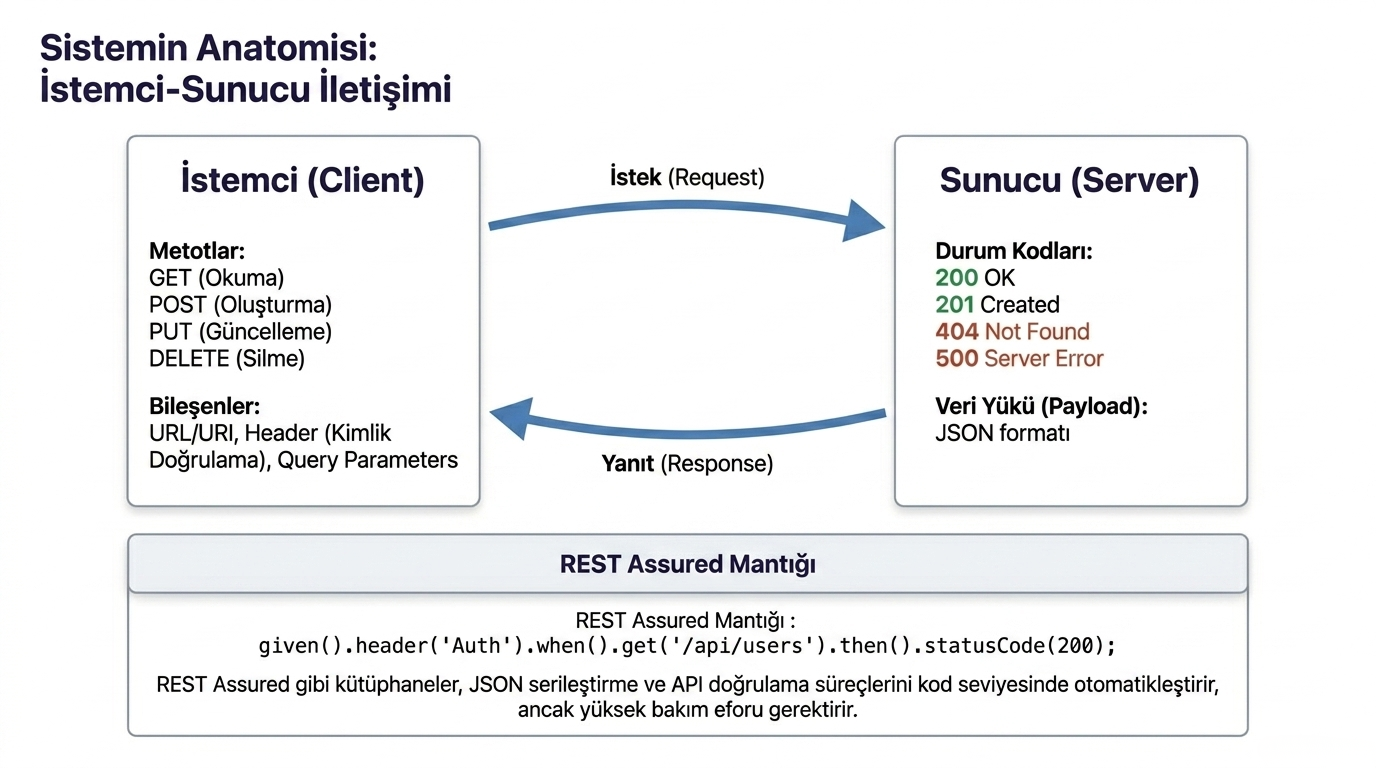 Sistemin Anatomisi:
İstemci-Sunucu İletişimi
İstemci (Client)
Metotlar:
GET (Okuma)
POST (Oluşturma)
PUT (Güncelleme)
DELETE (Silme)
Bileşenler:
URL/URI, Header (Kimlik
Doğrulama), Query Parameters
İstek (Request)
Yanıt (Response)
Sunucu (Server)
Durum Kodları:
200 OK
201 Created
404 Not Found
500 Server Error
Veri Yükü (Payload):
JSON formatı
REST Assured Mantığı
REST Assured Mantığı :
given().header('Auth').when().get('/api/users').then().statusCode(200);
REST Assured gibi kütüphaneler, JSON serileştirme ve API doğrulama süreçlerini kod seviyesinde otomatikleştirir,
ancak yüksek bakım eforu gerektirir.